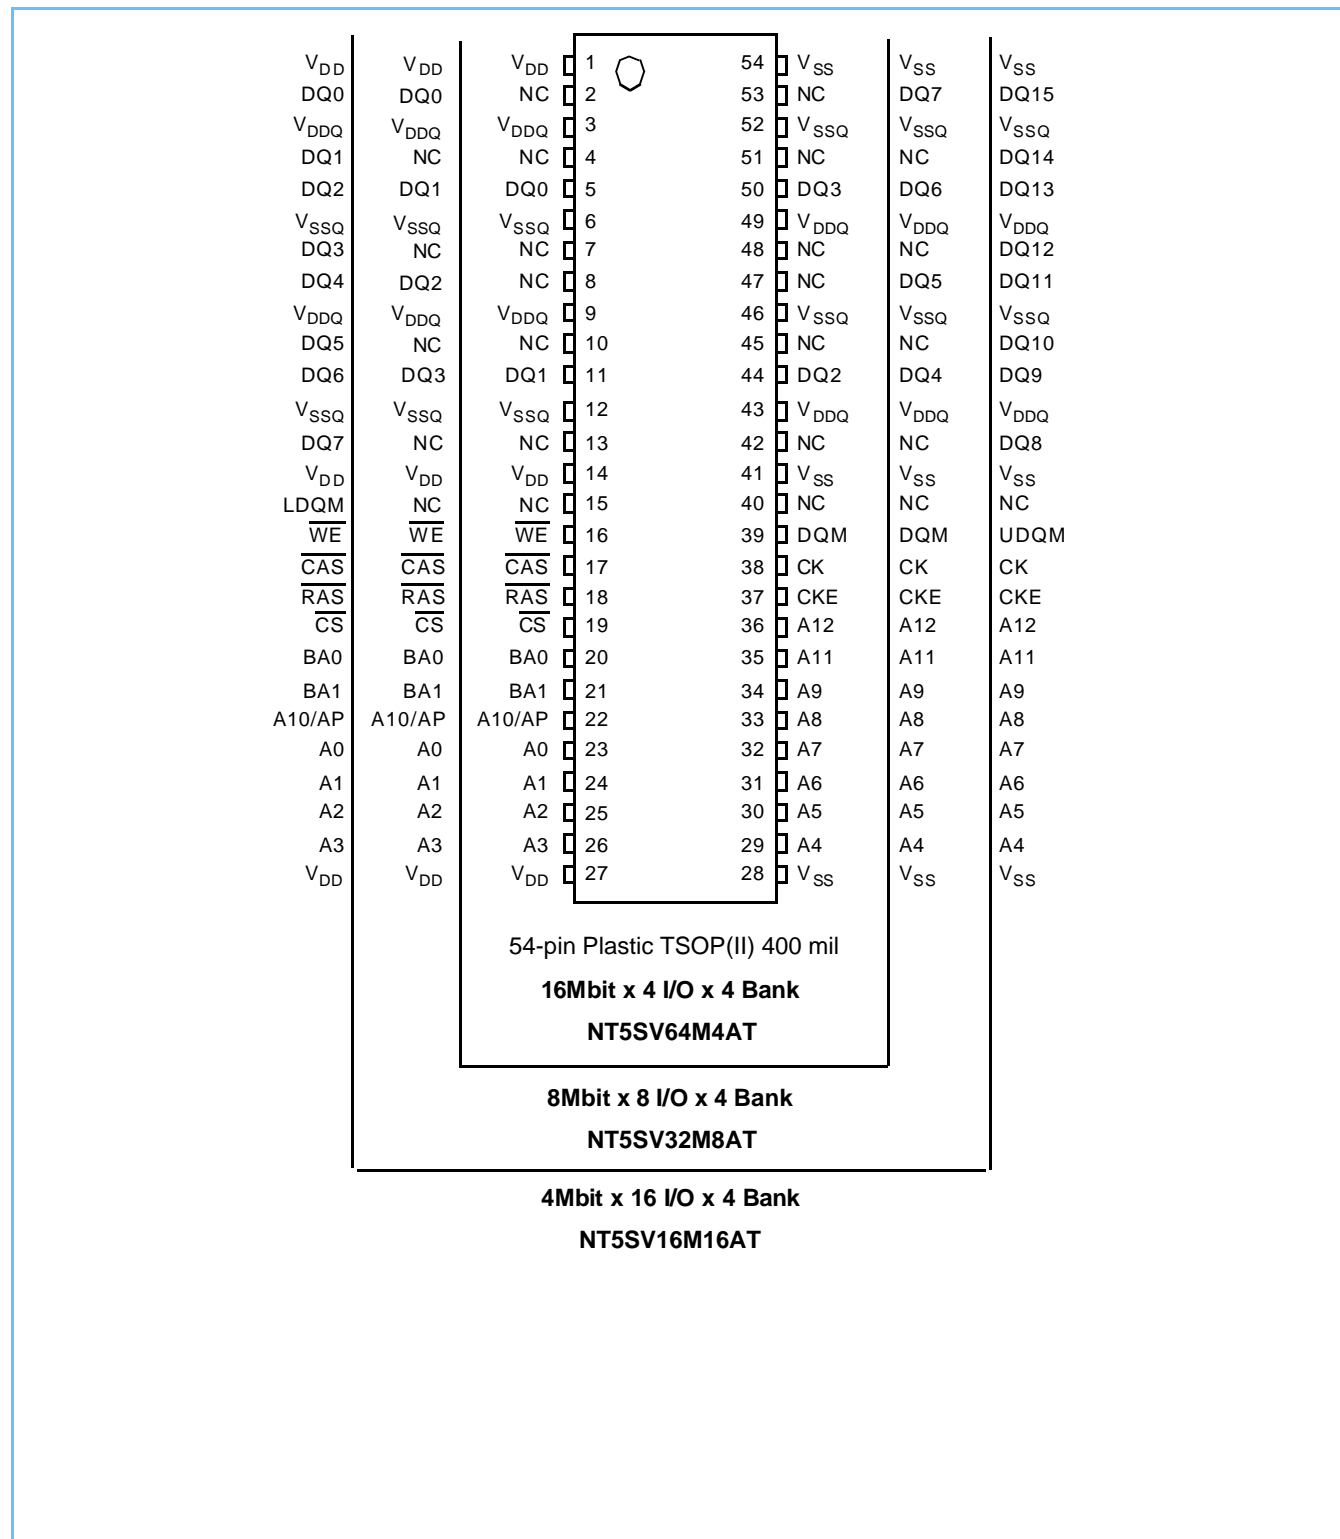 VDD VDD VDD 1 54 VSS VSS VSS
DQ0 DQ0 NC 2 53 NC DQ7 DQ15
VDDQ VDDQ VDDQ 3 52 VSSQ VSSQ VSSQ
DQ1 NC NC 4 51 NC NC DQ14
DQ2 DQ1 DQ0 5 50 DQ3 DQ6 DQ13
VSSQ VSSQ VSSQ 6 49 VDDQ VDDQ VDDQ
DQ3 NC NC 7 48 NC NC DQ12
DQ4 DQ2 NC 8 47 NC DQ5 DQ11
VDDQ VDDQ VDDQ 9 46 VSSQ VSSQ VSSQ
DQ5 NC NC 10 45 NC NC DQ10
DQ6 DQ3 DQ1 11 44 DQ2 DQ4 DQ9
VSSQ VSSQ VSSQ 12 43 VDDQ VDDQ VDDQ
DQ7 NC NC 13 42 NC NC DQ8
VDD VDD VDD 14 41 VSS VSS VSS
LDQM NC NC 15 40 NC NC NC
W̅E̅ W̅E̅ W̅E̅ 16 39 DQM DQM UDQM
C̅A̅S̅ C̅A̅S̅ C̅A̅S̅ 17 38 CK CK CK
R̅A̅S̅ R̅A̅S̅ R̅A̅S̅ 18 37 CKE CKE CKE
C̅S̅ C̅S̅ C̅S̅ 19 36 A12 A12 A12
BA0 BA0 BA0 20 35 A11 A11 A11
BA1 BA1 BA1 21 34 A9 A9 A9
A10/AP A10/AP A10/AP 22 33 A8 A8 A8
A0 A0 A0 23 32 A7 A7 A7
A1 A1 A1 24 31 A6 A6 A6
A2 A2 A2 25 30 A5 A5 A5
A3 A3 A3 26 29 A4 A4 A4
VDD VDD VDD 27 28 VSS VSS VSS
54-pin Plastic TSOP(II) 400 mil
16Mbit x 4 I/O x 4 Bank
NT5SV64M4AT
8Mbit x 8 I/O x 4 Bank
NT5SV32M8AT
4Mbit x 16 I/O x 4 Bank
NT5SV16M16AT